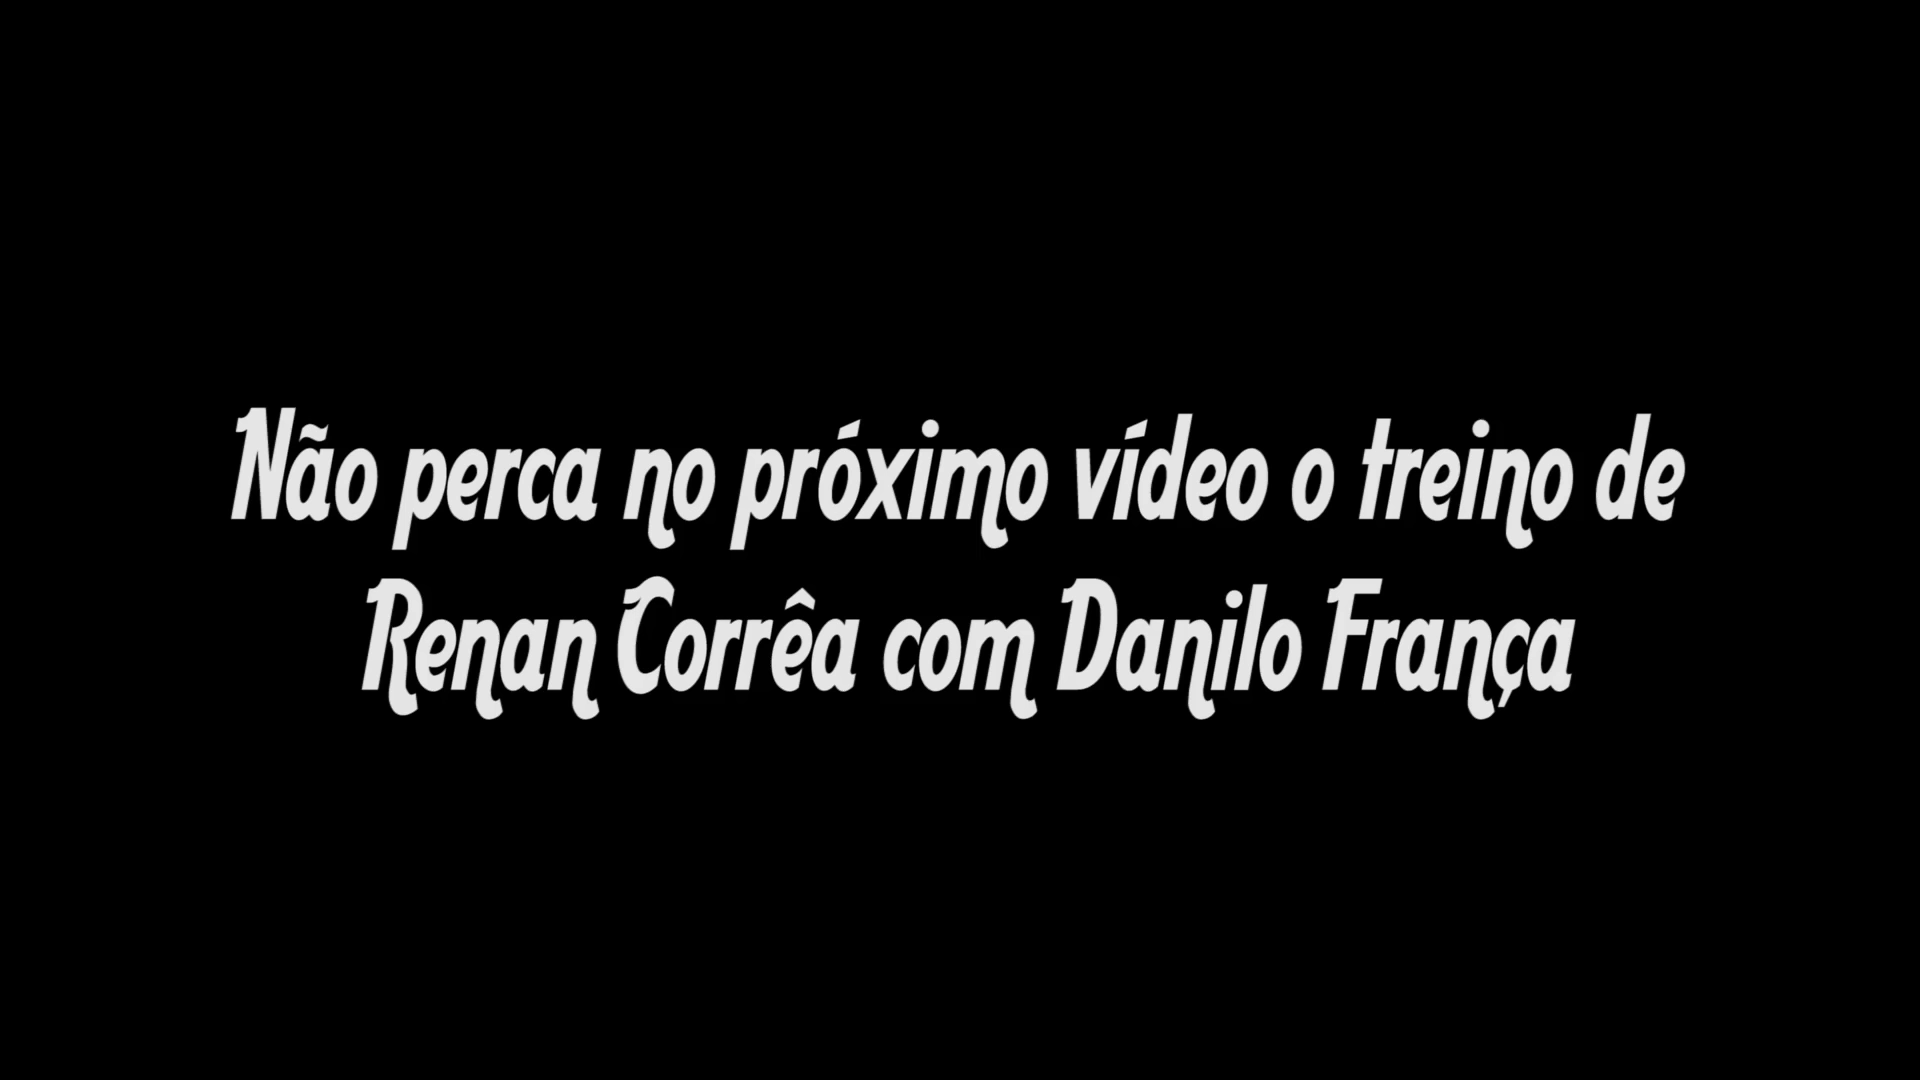 Não perca no próximo vídeo o treino de
Renan Corrêa com Danilo França